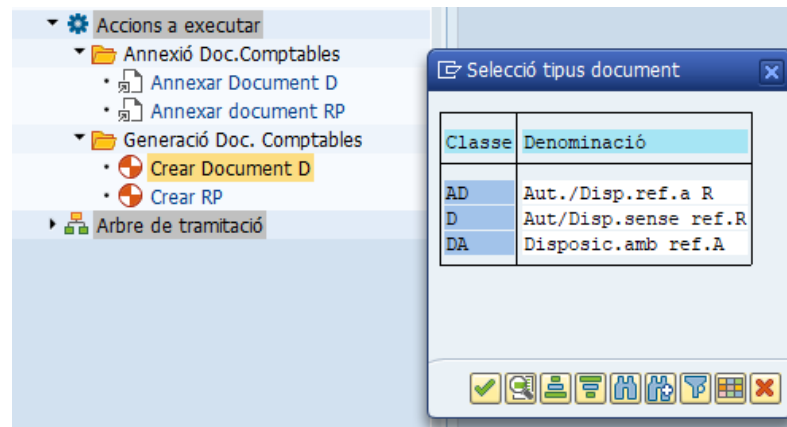 Accions a executar
Annexió Doc.Comptables
Annexar Document D
Annexar document RP
Generació Doc. Comptables
Crear Document D
Crear RP
Arbre de tramitació
Selecció tipus document
Classe Denominació
AD Aut./Disp.ref.a R
D Aut/Disp.sense ref.R
DA Disposic.amb ref.A